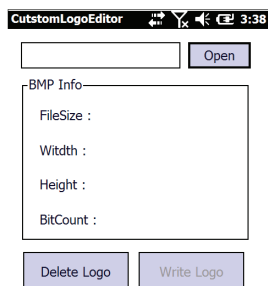 CutstomLogoEditor 3:38
Open
BMP Info
FileSize :
Witdth :
Height :
BitCount :
Delete Logo Write Logo